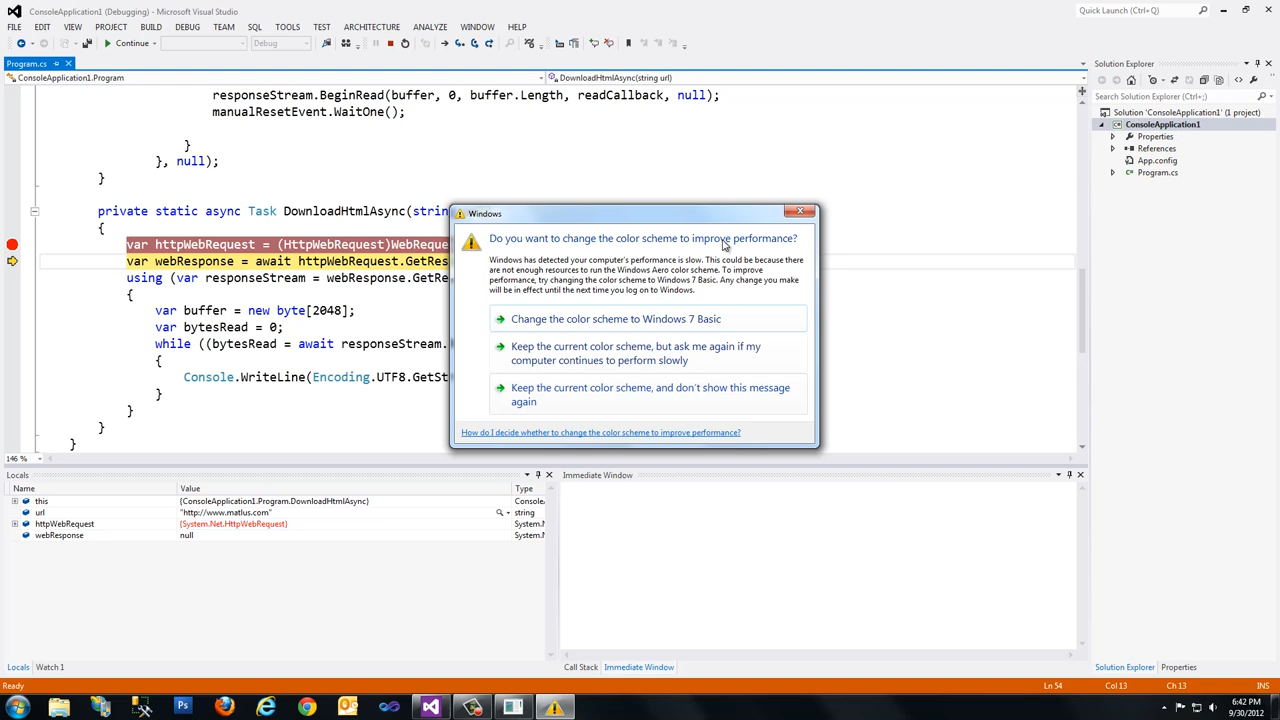 ConsoleApplication1 (Debugging) - Microsoft Visual Studio
Quick Launch (Ctrl+Q)
FILE EDIT VIEW PROJECT BUILD DEBUG TEAM SQL TOOLS TEST ARCHITECTURE ANALYZE WINDOW HELP
Continue Debug
Program.cs
Solution Explorer
ConsoleApplication1.Program DownloadHtmlAsync(string url)
Search Solution Explorer (Ctrl+;)
Solution 'ConsoleApplication1' (1 project)
ConsoleApplication1
Properties
References
App.config
Program.cs
responseStream.BeginRead(buffer, 0, buffer.Length, readCallback, null);
manualResetEvent.WaitOne();
}
}, null);
}
private static async Task DownloadHtmlAsync(strin
{
var httpWebRequest = (HttpWebRequest)WebReque
var webResponse = await httpWebRequest.GetRes
using (var responseStream = webResponse.GetRe
{
var buffer = new byte[2048];
var bytesRead = 0;
while ((bytesRead = await responseStream.
{
Console.WriteLine(Encoding.UTF8.GetSt
}
}
}
}
Windows
Do you want to change the color scheme to improve performance?
Windows has detected your computer's performance is slow. This could be because there
are not enough resources to run the Windows Aero color scheme. To improve
performance, try changing the color scheme to Windows 7 Basic. Any change you make
will be in effect until the next time you log on to Windows.
Change the color scheme to Windows 7 Basic
Keep the current color scheme, but ask me again if my
computer continues to perform slowly
Keep the current color scheme, and don't show this message
again
How do I decide whether to change the color scheme to improve performance?
146 %
Locals
Name Value Type
this {ConsoleApplication1.Program.DownloadHtmlAsync} Console.
url "http://www.matlus.com" string
httpWebRequest {System.Net.HttpWebRequest} System.N
webResponse null System.N
Immediate Window
Locals Watch 1
Call Stack Immediate Window
Solution Explorer Properties
Ready Ln 54 Col 13 Ch 13 INS
Ps
6:42 PM
9/30/2012